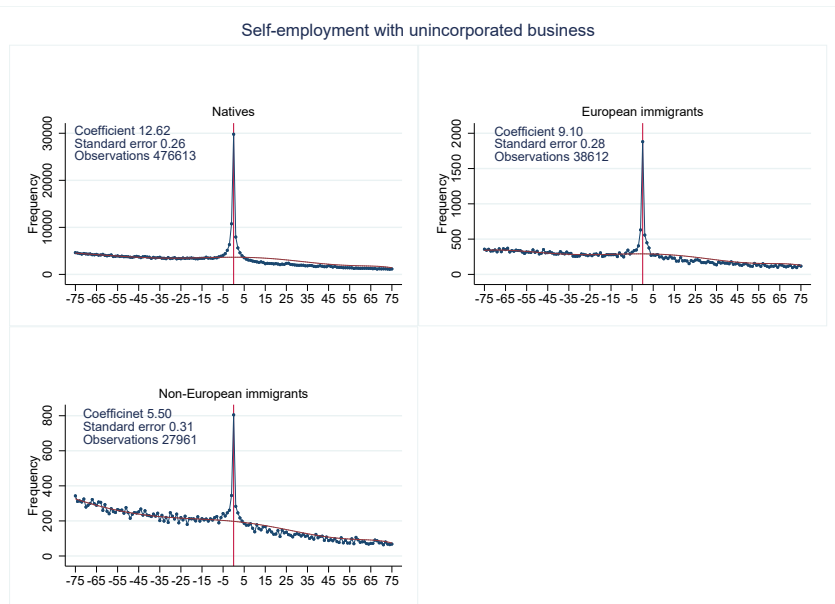 Self-employment with unincorporated business
Natives
Coefficient 12.62
Standard error 0.26
Observations 476613
Frequency
30000
20000
10000
0
-75 -65 -55 -45 -35 -25 -15 -5 5 15 25 35 45 55 65 75
European immigrants
Coefficient 9.10
Standard error 0.28
Observations 38612
Frequency
2000
1500
1000
500
0
-75 -65 -55 -45 -35 -25 -15 -5 5 15 25 35 45 55 65 75
Non-European immigrants
Coefficinet 5.50
Standard error 0.31
Observations 27961
Frequency
800
600
400
200
0
-75 -65 -55 -45 -35 -25 -15 -5 5 15 25 35 45 55 65 75